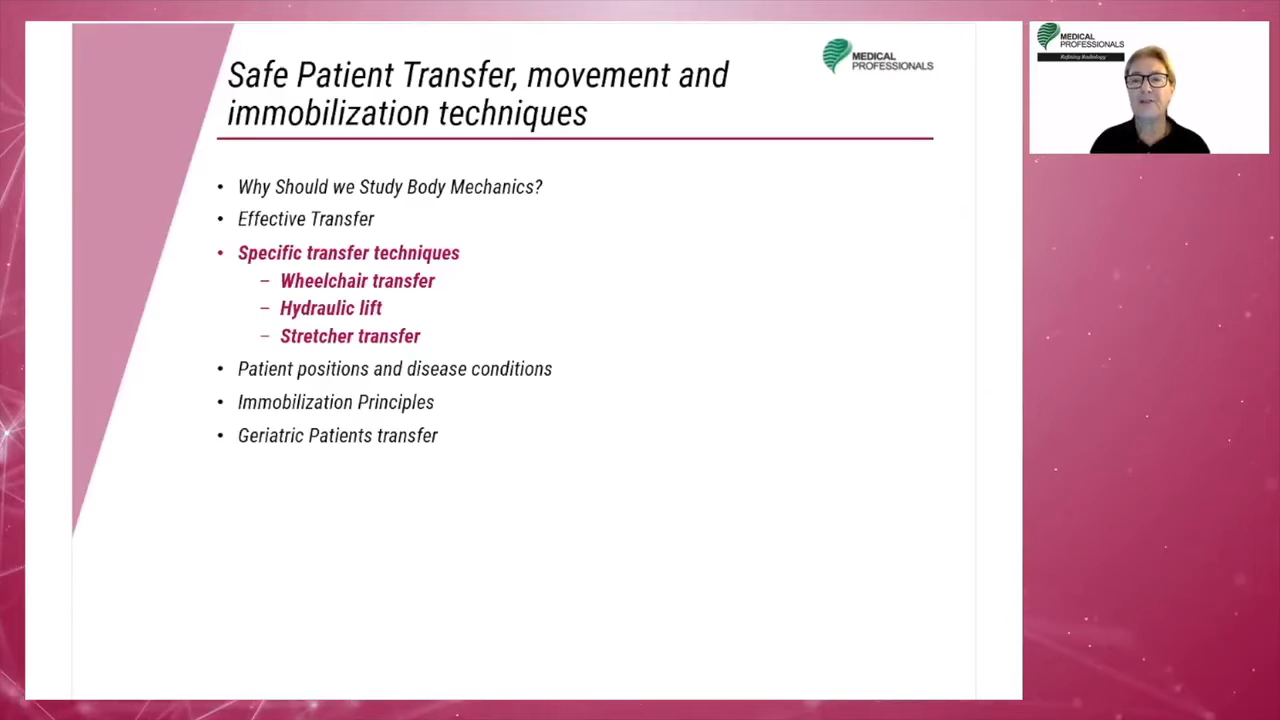 Safe Patient Transfer, movement and
immobilization techniques
MEDICAL
PROFESSIONALS
• Why Should we Study Body Mechanics?
• Effective Transfer
• Specific transfer techniques
– Wheelchair transfer
– Hydraulic lift
– Stretcher transfer
• Patient positions and disease conditions
• Immobilization Principles
• Geriatric Patients transfer
MEDICAL
PROFESSIONALS
Refining Radiology